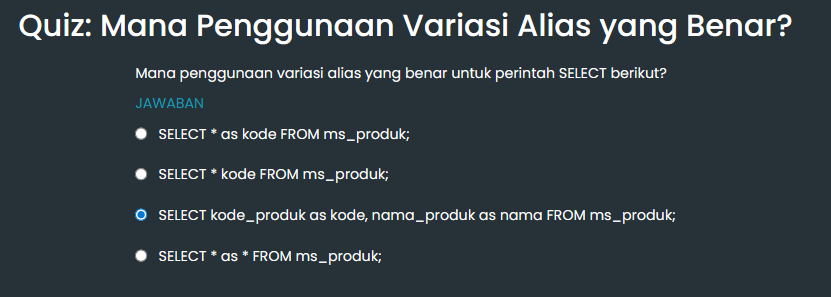 Quiz: Mana Penggunaan Variasi Alias yang Benar?
Mana penggunaan variasi alias yang benar untuk perintah SELECT berikut?
JAWABAN
SELECT * as kode FROM ms_produk;
SELECT * kode FROM ms_produk;
SELECT kode_produk as kode, nama_produk as nama FROM ms_produk;
SELECT * as * FROM ms_produk;